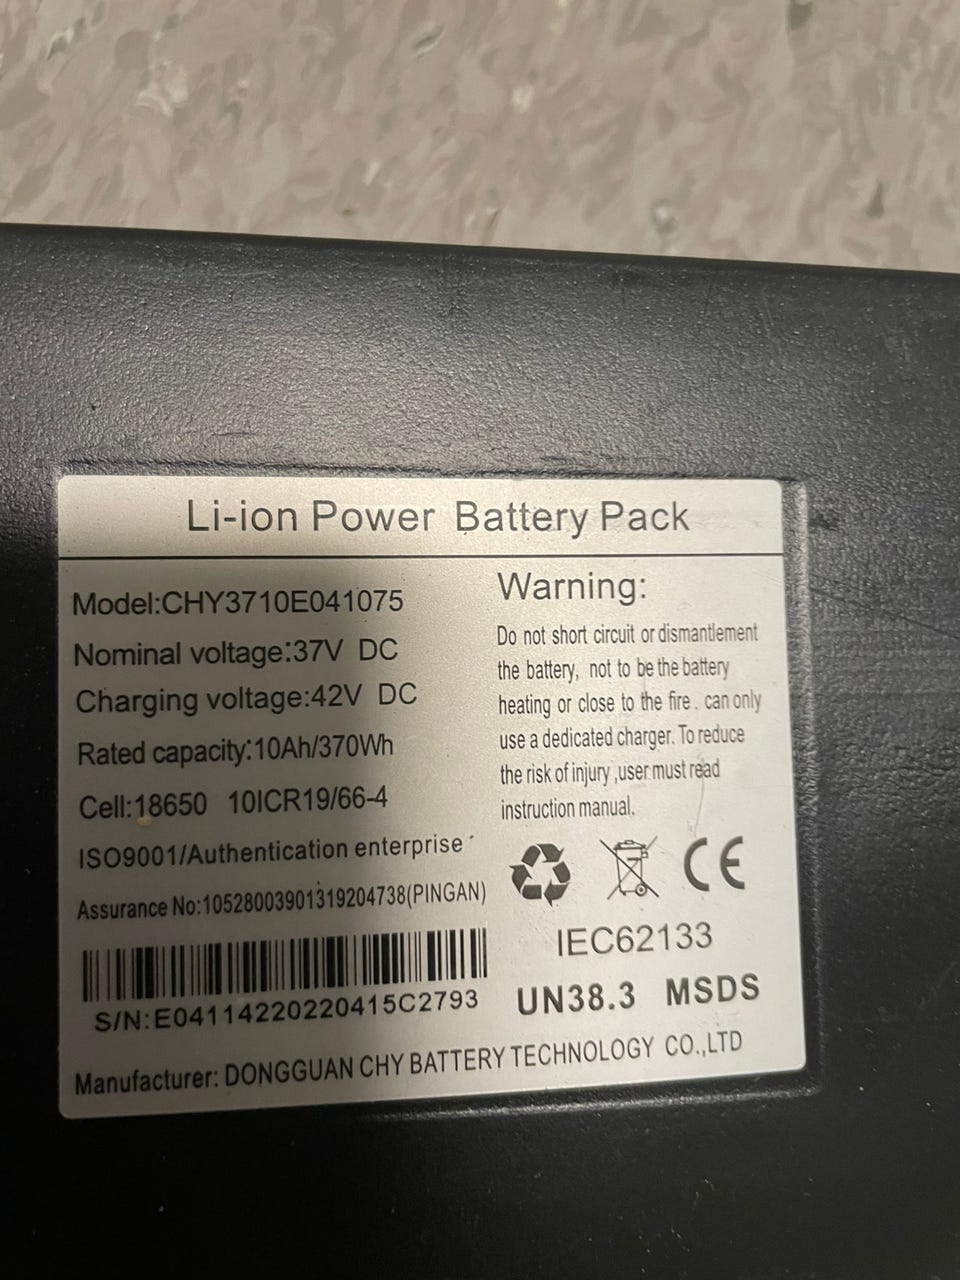 Li-ion Power Battery Pack
Model:CHY3710E041075
Nominal voltage:37V DC
Charging voltage:42V DC
Rated capacity:10Ah/370Wh
Cell:18650 10ICR19/66-4
ISO9001/Authentication enterprise
Assurance No:10528003901319204738(PINGAN)
S/N:E04114220220415C2793
Warning:
Do not short circuit or dismantlement
the battery, not to be the battery
heating or close to the fire. can only
use a dedicated charger. To reduce
the risk of injury ,user must read
instruction manual.
CE
IEC62133
UN38.3 MSDS
Manufacturer: DONGGUAN CHY BATTERY TECHNOLOGY CO.,LTD